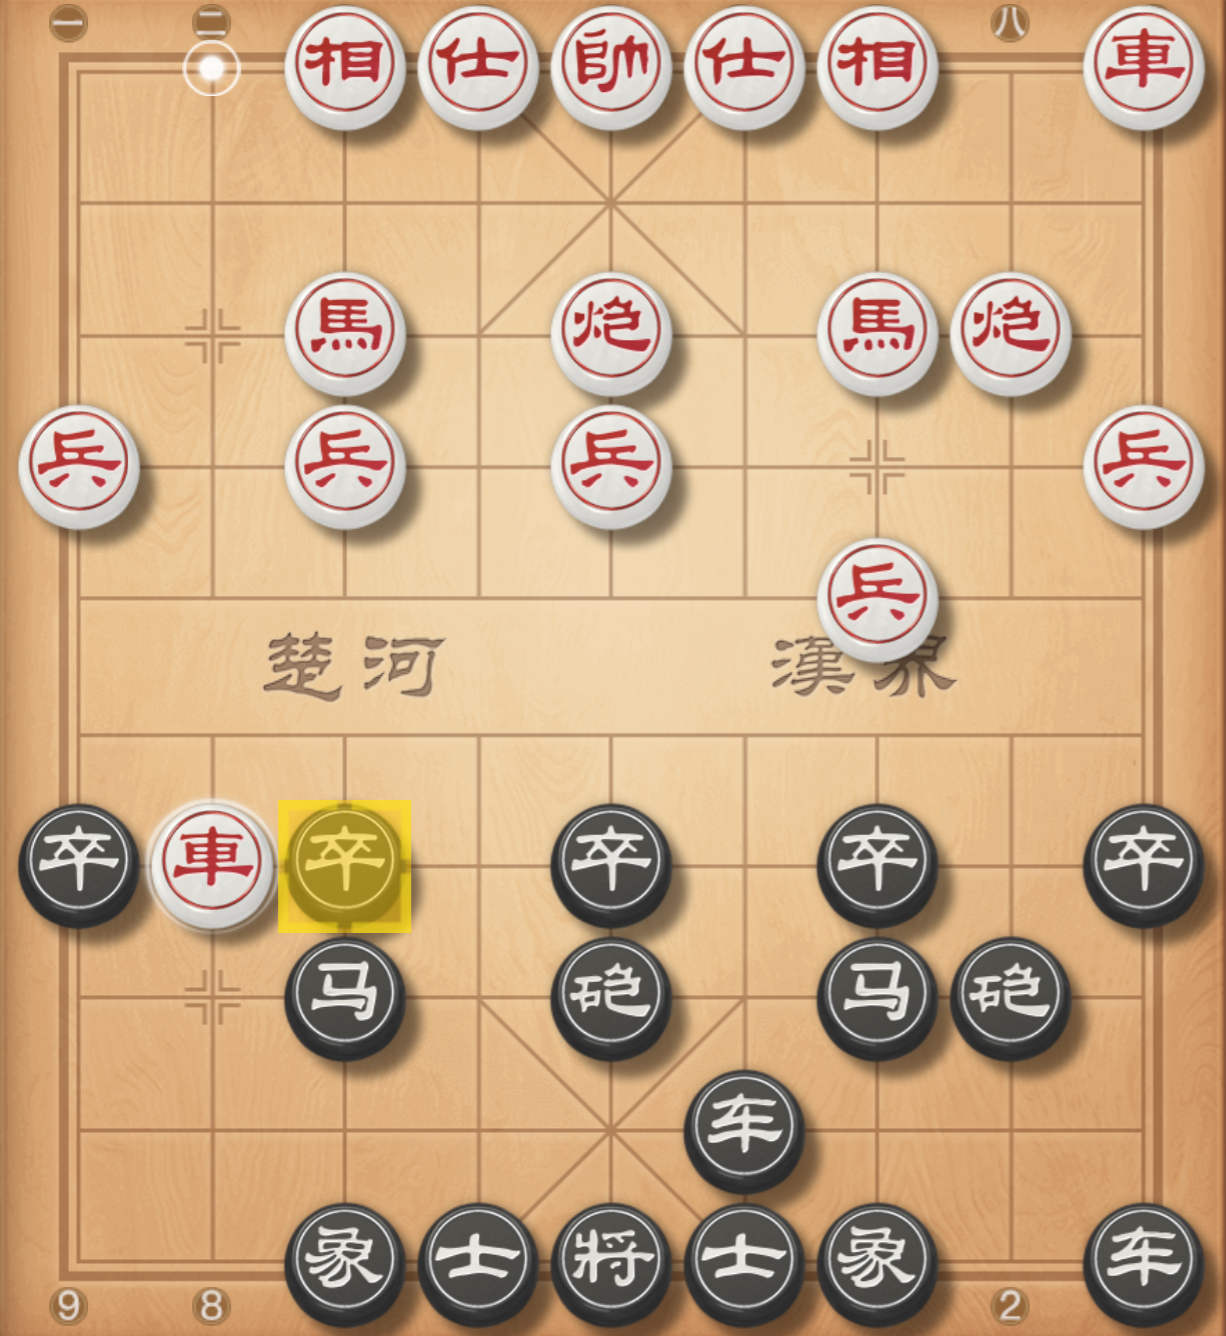 一 二 八
相 仕 帥 仕 相 車
馬 炮 馬 炮
兵 兵 兵 兵
兵
楚河 漢界
卒 車 卒 卒 卒 卒
马 砲 马 砲
车
象 士 将 士 象 车
9 8 2